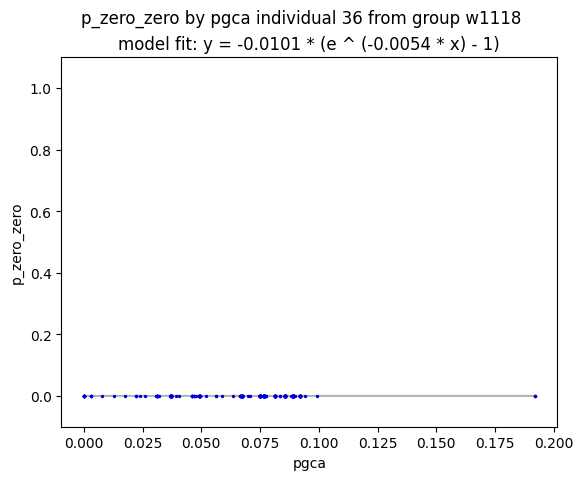 p_zero_zero by pgca individual 36 from group w1118
model fit: y = -0.0101 * (e ^ (-0.0054 * x) - 1)
1.0
0.8
0.6
0.4
0.2
0.0
p_zero_zero
0.000 0.025 0.050 0.075 0.100 0.125 0.150 0.175 0.200
pgca